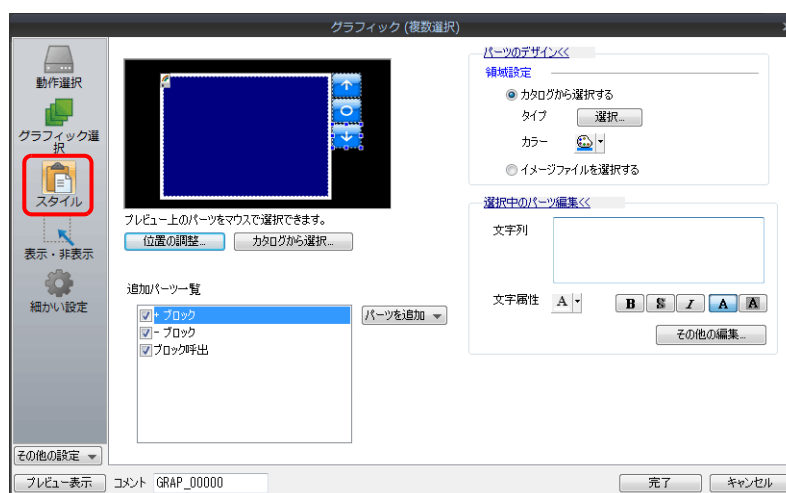 グラフィック (複数選択)
動作選択
グラフィック選
択
スタイル
表示・非表示
細かい設定
その他の設定
プレビュー上のパーツをマウスで選択できます。
位置の調整...
カタログから選択...
追加パーツ一覧
+ ブロック
- ブロック
ブロック呼出
パーツを追加
パーツのデザイン<<
領域設定
カタログから選択する
タイプ
選択...
カラー
イメージファイルを選択する
選択中のパーツ編集<<
文字列
文字属性
A
B S I A A
その他の編集...
プレビュー表示
コメント
GRAP_00000
完了
キャンセル